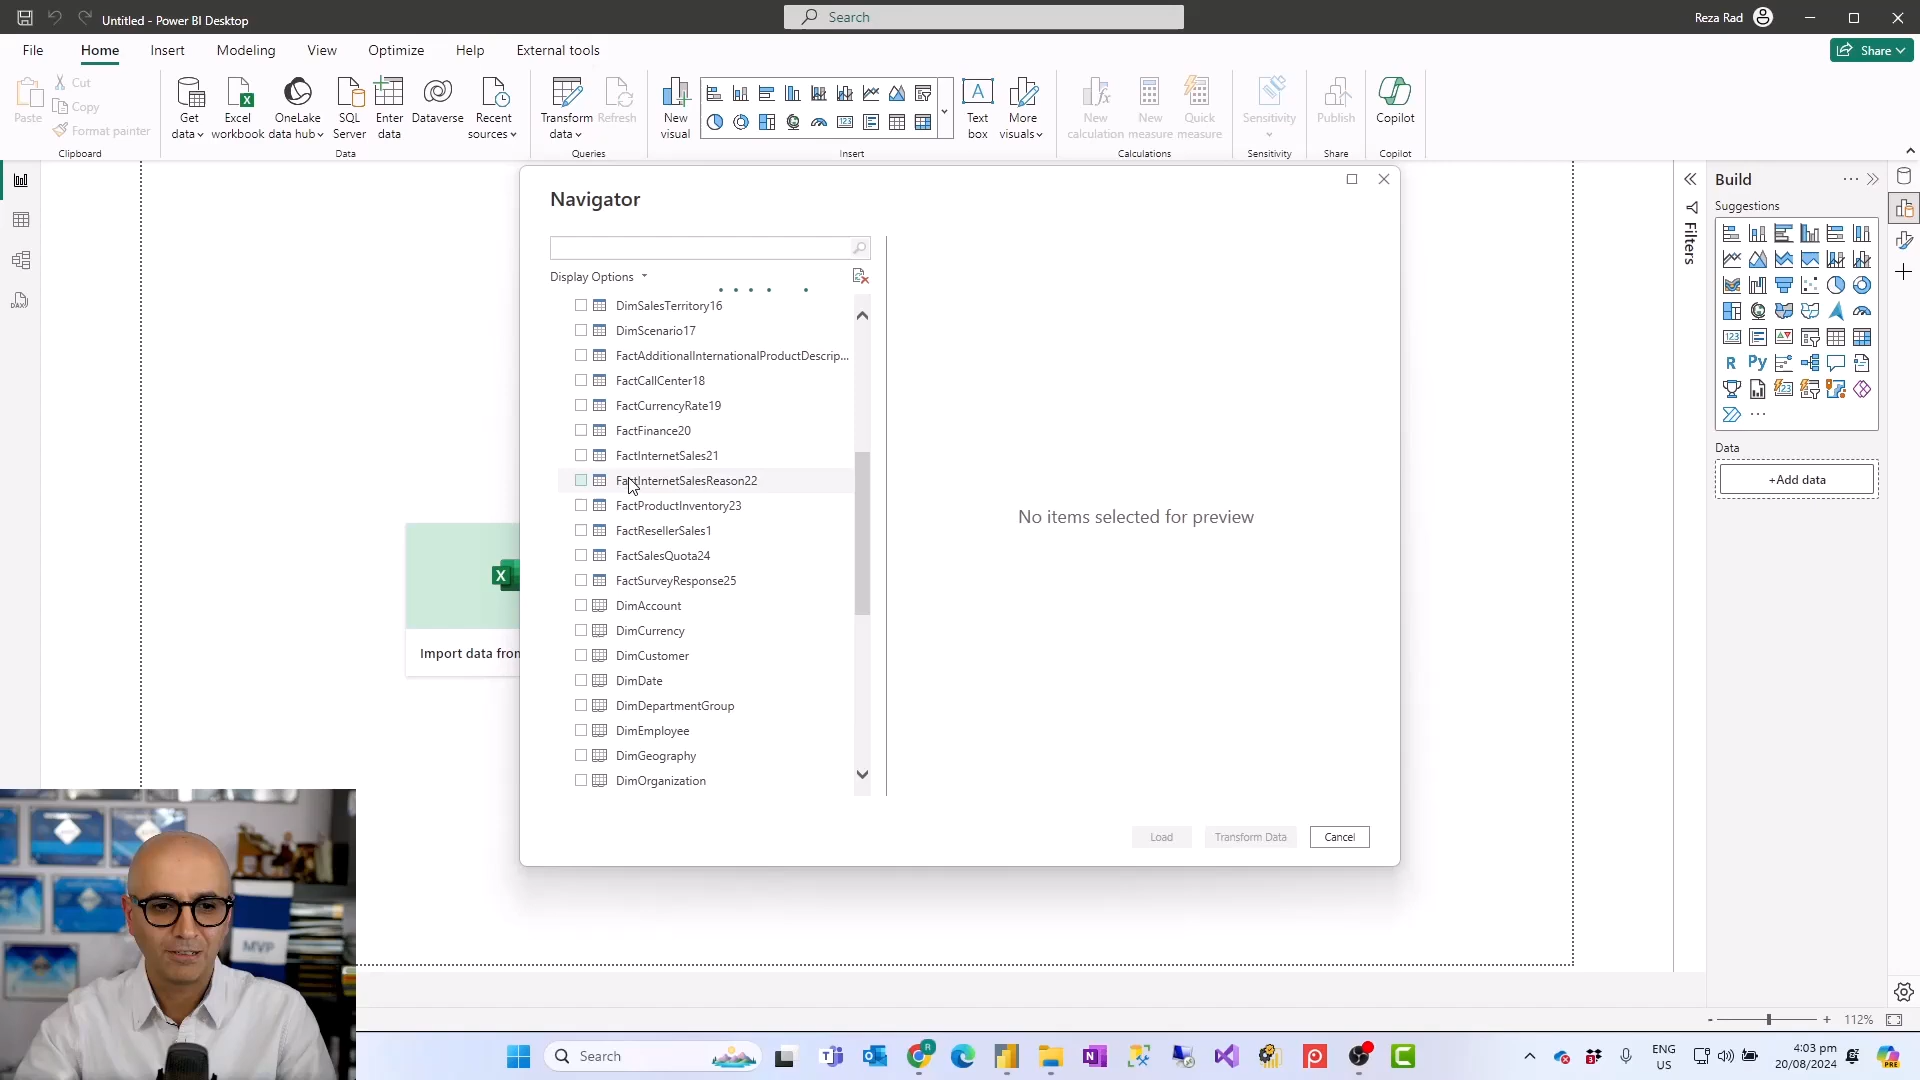 Untitled - Power BI Desktop
Search
Reza Rad
File
Home
Insert
Modeling
View
Optimize
Help
External tools
Share
Paste
Cut
Copy
Format painter
Clipboard
Get data
Excel workbook
OneLake data hub
SQL Server
Enter data
Dataverse
Recent sources
Data
Transform data
Refresh
Queries
New visual
Text box
More visuals
Insert
New calculation
New measure
Quick measure
Calculations
Sensitivity
Sensitivity
Publish
Share
Copilot
Copilot
Navigator
Display Options
DimSalesTerritory16
DimScenario17
FactAdditionalInternationalProductDescrip...
FactCallCenter18
FactCurrencyRate19
FactFinance20
FactInternetSales21
FactInternetSalesReason22
FactProductInventory23
FactResellerSales1
FactSalesQuota24
FactSurveyResponse25
DimAccount
DimCurrency
DimCustomer
DimDate
DimDepartmentGroup
DimEmployee
DimGeography
DimOrganization
No items selected for preview
Load
Transform Data
Cancel
Import data from
Filters
Build
Suggestions
R
Py
123
Data
+Add data
MVP
112%
Search
ENG
US
4:03 pm
20/08/2024